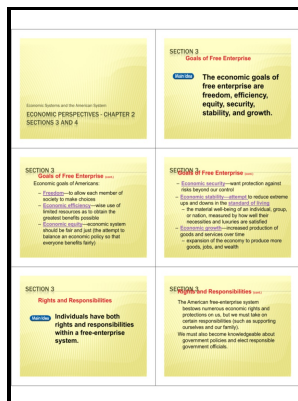 Economic Systems and the American System
ECONOMIC PERSPECTIVES - CHAPTER 2
SECTIONS 3 AND 4
SECTION 3
Goals of Free Enterprise
Main Idea
The economic goals of
free enterprise are
freedom, efficiency,
equity, security,
stability, and growth.
SECTION 3
Goals of Free Enterprise (cont.)
Economic goals of Americans:
– Freedom—to allow each member of
society to make choices
– Economic efficiency—wise use of
limited resources as to obtain the
greatest benefits possible
– Economic equity—economic system
should be fair and just (the attempt to
balance an economic policy so that
everyone benefits fairly)
SECTION 3
Goals of Free Enterprise (cont.)
– Economic security—want protection against
risks beyond our control
– Economic stability—attempt to reduce extreme
ups and downs in the standard of living
– the material well-being of an individual, group,
or nation, measured by how well their
necessities and luxuries are satisfied
– Economic growth—increased production of
goods and services over time
– expansion of the economy to produce more
goods, jobs, and wealth
SECTION 3
Rights and Responsibilities
Main Idea
Individuals have both
rights and responsibilities
within a free-enterprise
system.
SECTION 3
Rights and Responsibilities (cont.)
The American free-enterprise system
bestows numerous economic rights and
protections on us, but we must take on
certain responsibilities (such as supporting
ourselves and our family).
We must also become knowledgeable about
government policies and elect responsible
government officials.